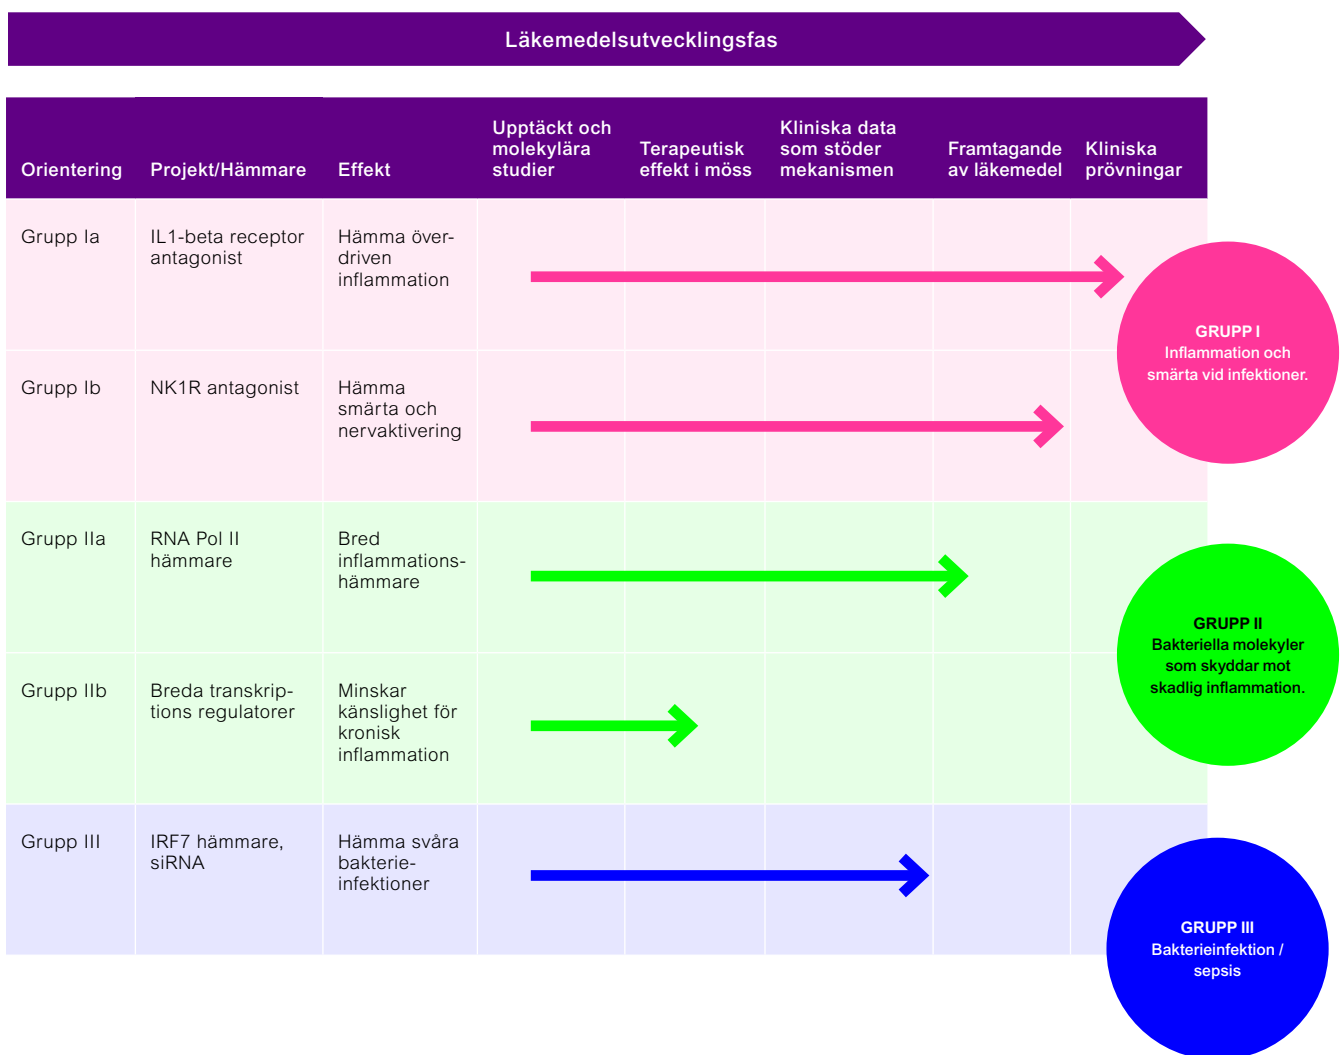 Läkemedelsutvecklingsfas
Orientering
Projekt/Hämmare
Effekt
Upptäckt och
molekylära
studier
Terapeutisk
effekt i möss
Kliniska data
som stöder
mekanismen
Framtagande
av läkemedel
Kliniska
prövningar
Grupp Ia
IL1-beta receptor
antagonist
Hämma över-
driven
inflammation
GRUPP I
Inflammation och
smärta vid infektioner.
Grupp Ib
NK1R antagonist
Hämma
smärta och
nervaktivering
Grupp IIa
RNA Pol II
hämmare
Bred
inflammations-
hämmare
GRUPP II
Bakteriella molekyler
som skyddar mot
skadlig inflammation.
Grupp IIb
Breda transkrip-
tions regulatorer
Minskar
känslighet för
kronisk
inflammation
Grupp III
IRF7 hämmare,
siRNA
Hämma svåra
bakterie-
infektioner
GRUPP III
Bakterieinfektion /
sepsis